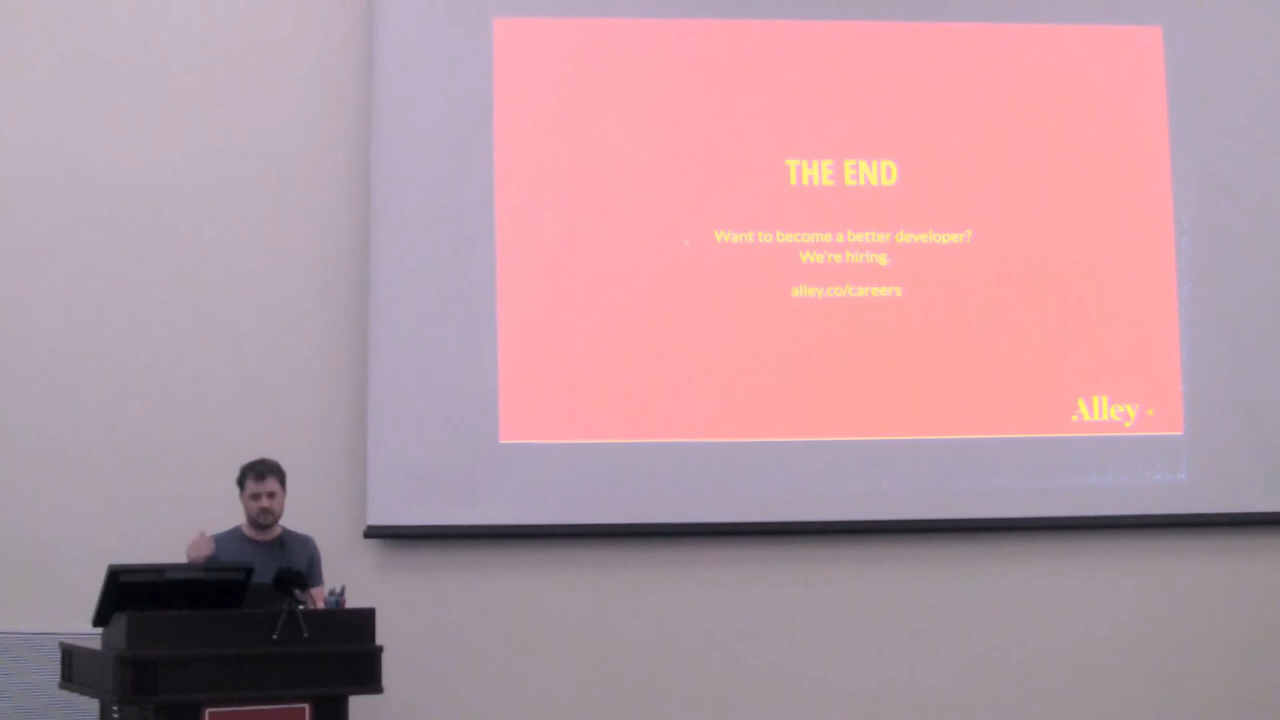 THE END
Want to become a better developer?
We're hiring.
alley.co/careers
Alley